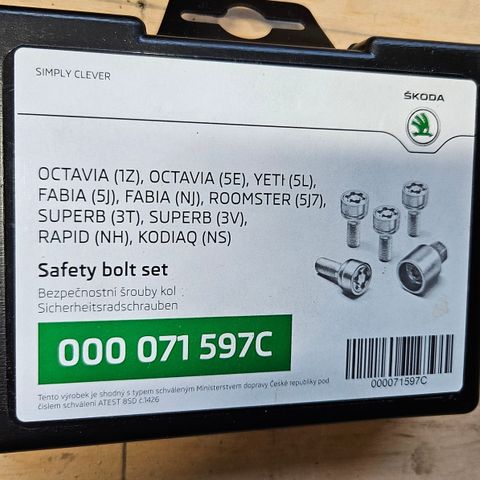 SIMPLY CLEVER
ŠKODA
OCTAVIA (1Z), OCTAVIA (5E), YETI (5L),
FABIA (5J), FABIA (NJ), ROOMSTER (5J7),
SUPERB (3T), SUPERB (3V),
RAPID (NH), KODIAQ (NS)
Safety bolt set
Bezpečnostní šrouby kol
Sicherheitsradschrauben
000 071 597C
000071597C
Tento výrobek je shodný s typem schváleným Ministerstvem dopravy České republiky pod
číslem schválení ATEST 8SD č.1426